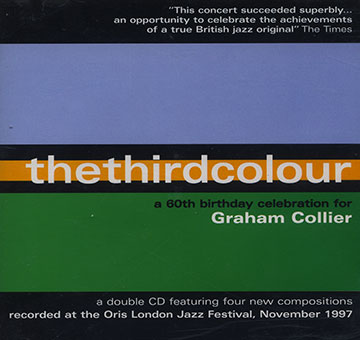 "This concert succeeded superbly...
an opportunity to celebrate the achievements
of a true British jazz original" The Times
thethirdcolour
a 60th birthday celebration for
Graham Collier
a double CD featuring four new compositions
recorded at the Oris London Jazz Festival, November 1997